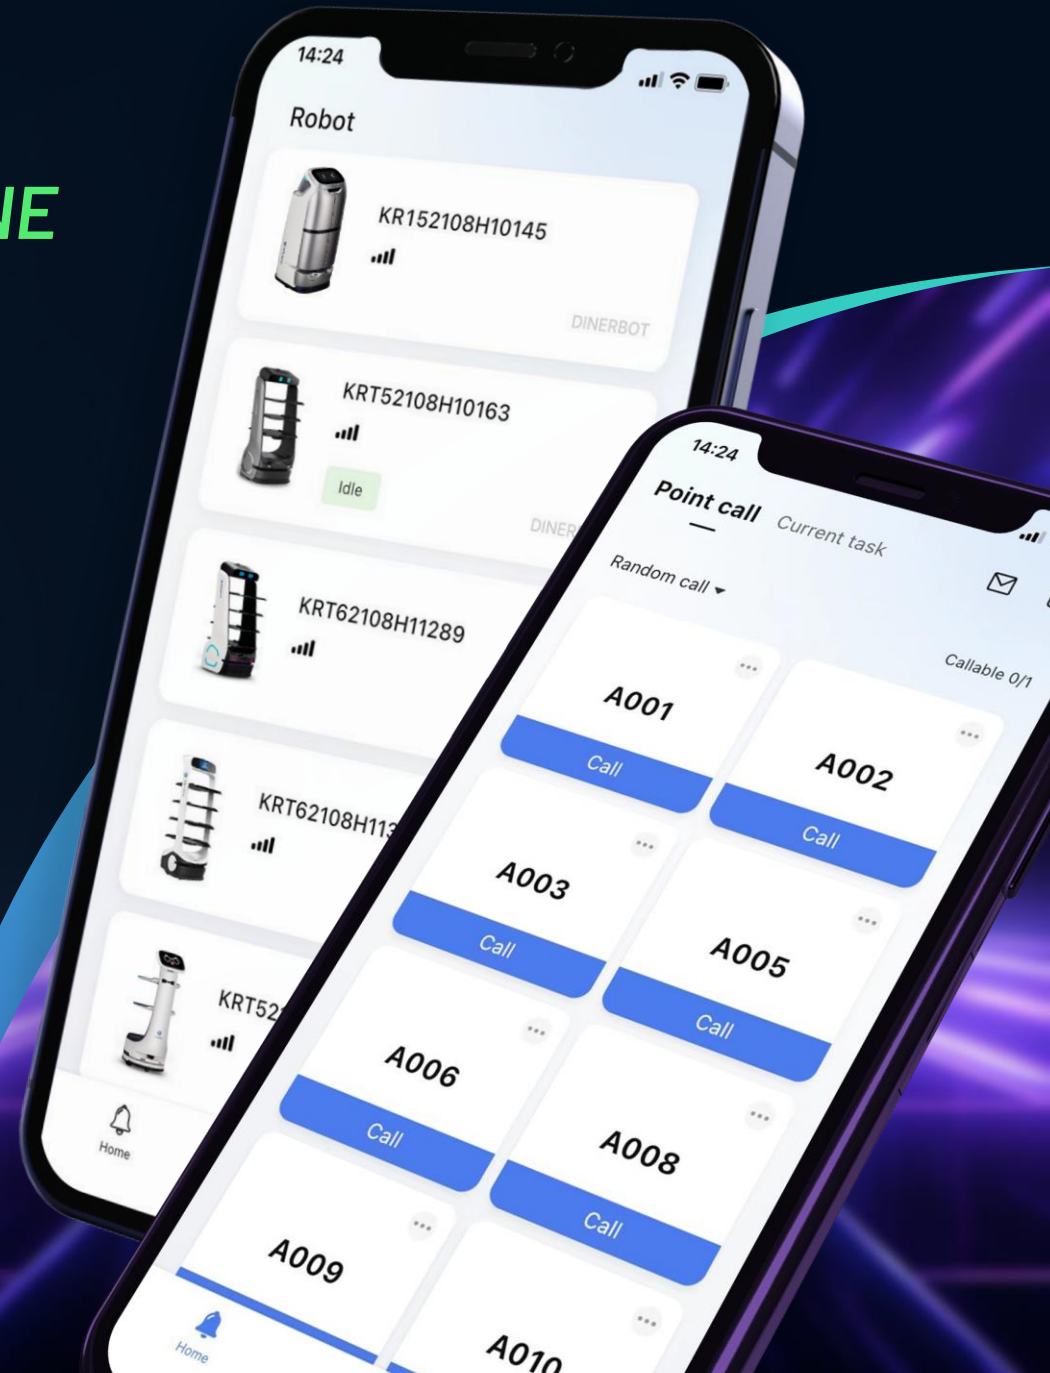 NE
14:24
Robot
KR152108H10145
DINERBOT
KRT52108H10163
Idle
DINER
KRT62108H11289
KRT62108H113
KRT52
Home
14:24
Point call Current task
Random call
Callable 0/1
A001
Call
A002
Call
A003
Call
A005
Call
A006
Call
A008
Call
A009
A010
Home